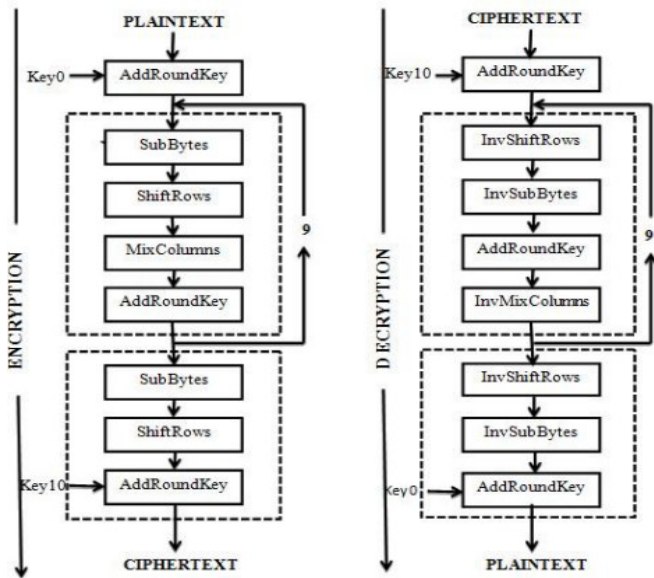 PLAINTEXT
Key0
AddRoundKey
SubBytes
ShiftRows
MixColumns
AddRoundKey
9
ENCRYPTION
SubBytes
ShiftRows
Key10
AddRoundKey
CIPHERTEXT
CIPHERTEXT
Key10
AddRoundKey
InvShiftRows
InvSubBytes
AddRoundKey
InvMixColumns
9
DECRYPTION
InvShiftRows
InvSubBytes
Key0
AddRoundKey
PLAINTEXT